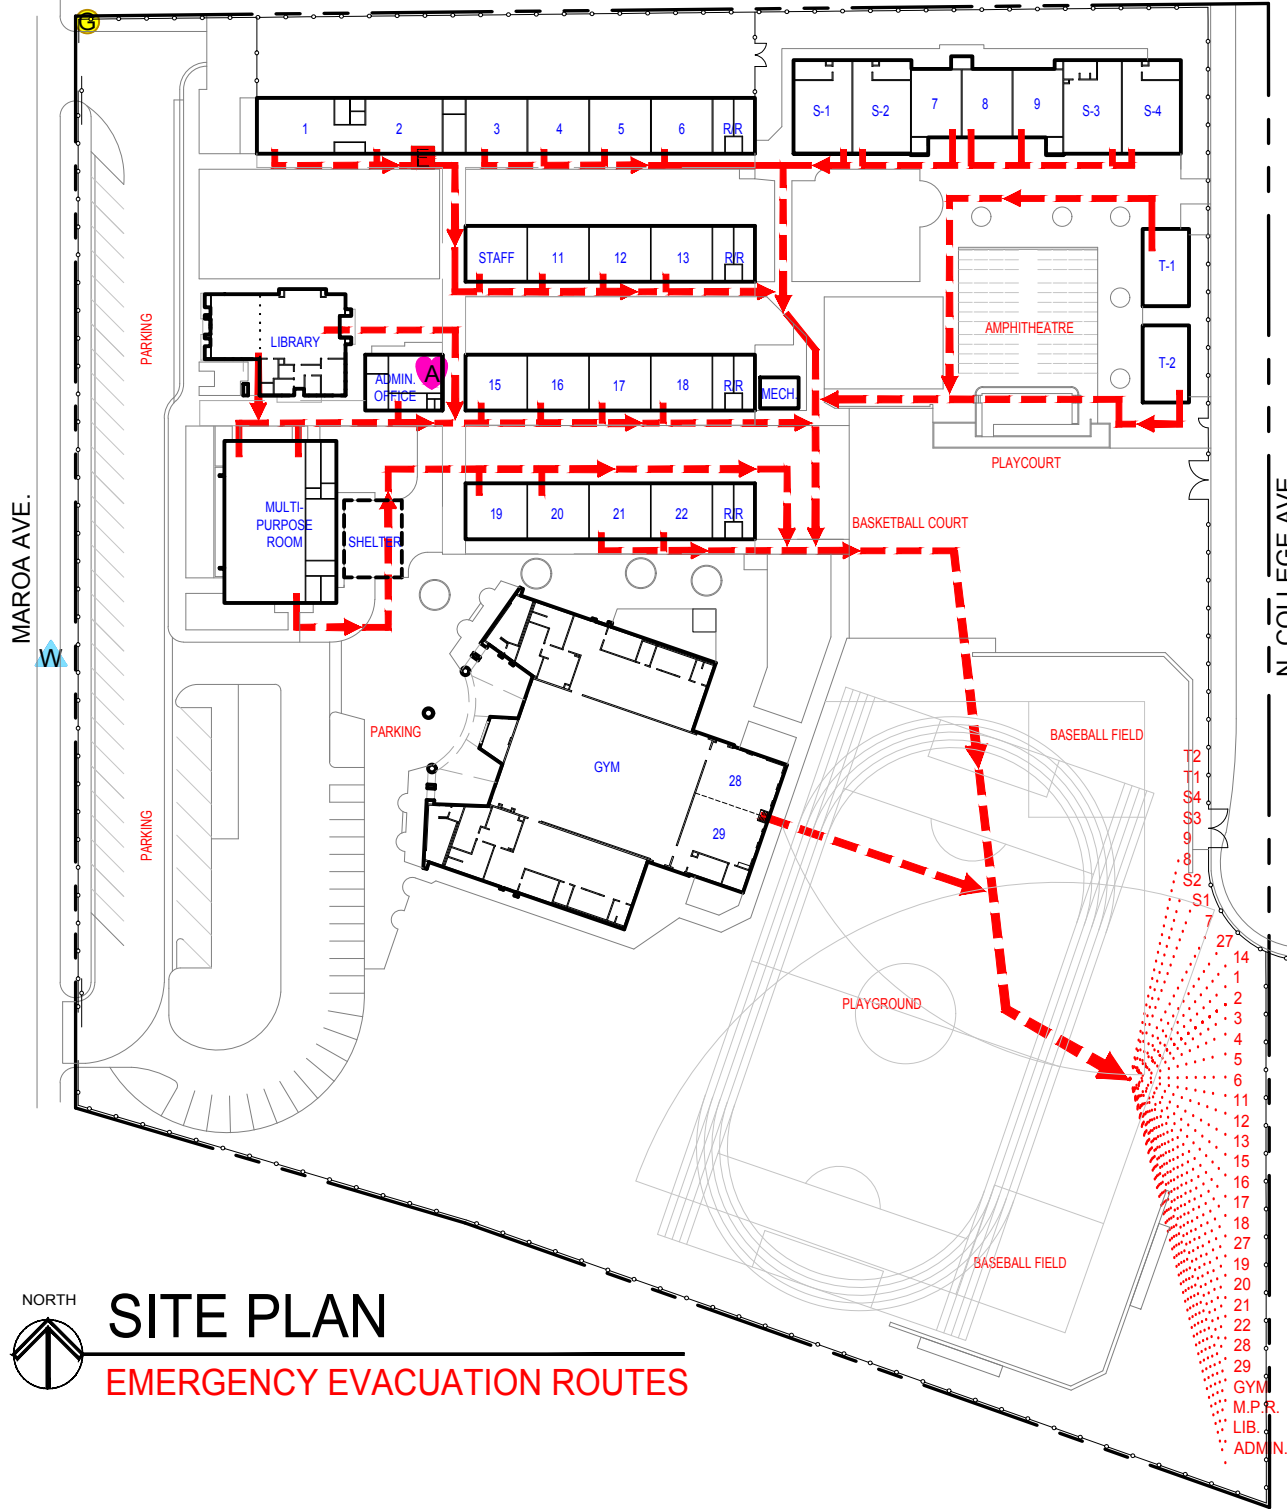 G
1
2
3
4
5
6
R/R
S-1
S-2
7
8
9
S-3
S-4
STAFF
11
12
13
R/R
T-1
PARKING
LIBRARY
AMPHITHEATRE
T-2
ADMIN.
OFFICE
A
15
16
17
18
R/R
MECH.
PLAYCOURT
MAROA AVE.
N. COLLEGE AVE.
MULTI-
PURPOSE
ROOM
SHELTER
19
20
21
22
R/R
BASKETBALL COURT
W
PARKING
GYM
28
29
PARKING
BASEBALL FIELD
PLAYGROUND
BASEBALL FIELD
T2
T1
S4
S3
9
8
S2
S1
7
27
14
1
2
3
4
5
6
11
12
13
15
16
17
18
27
19
20
21
22
28
29
GYM
M.P.R.
LIB.
ADMIN.
NORTH
SITE PLAN
EMERGENCY EVACUATION ROUTES